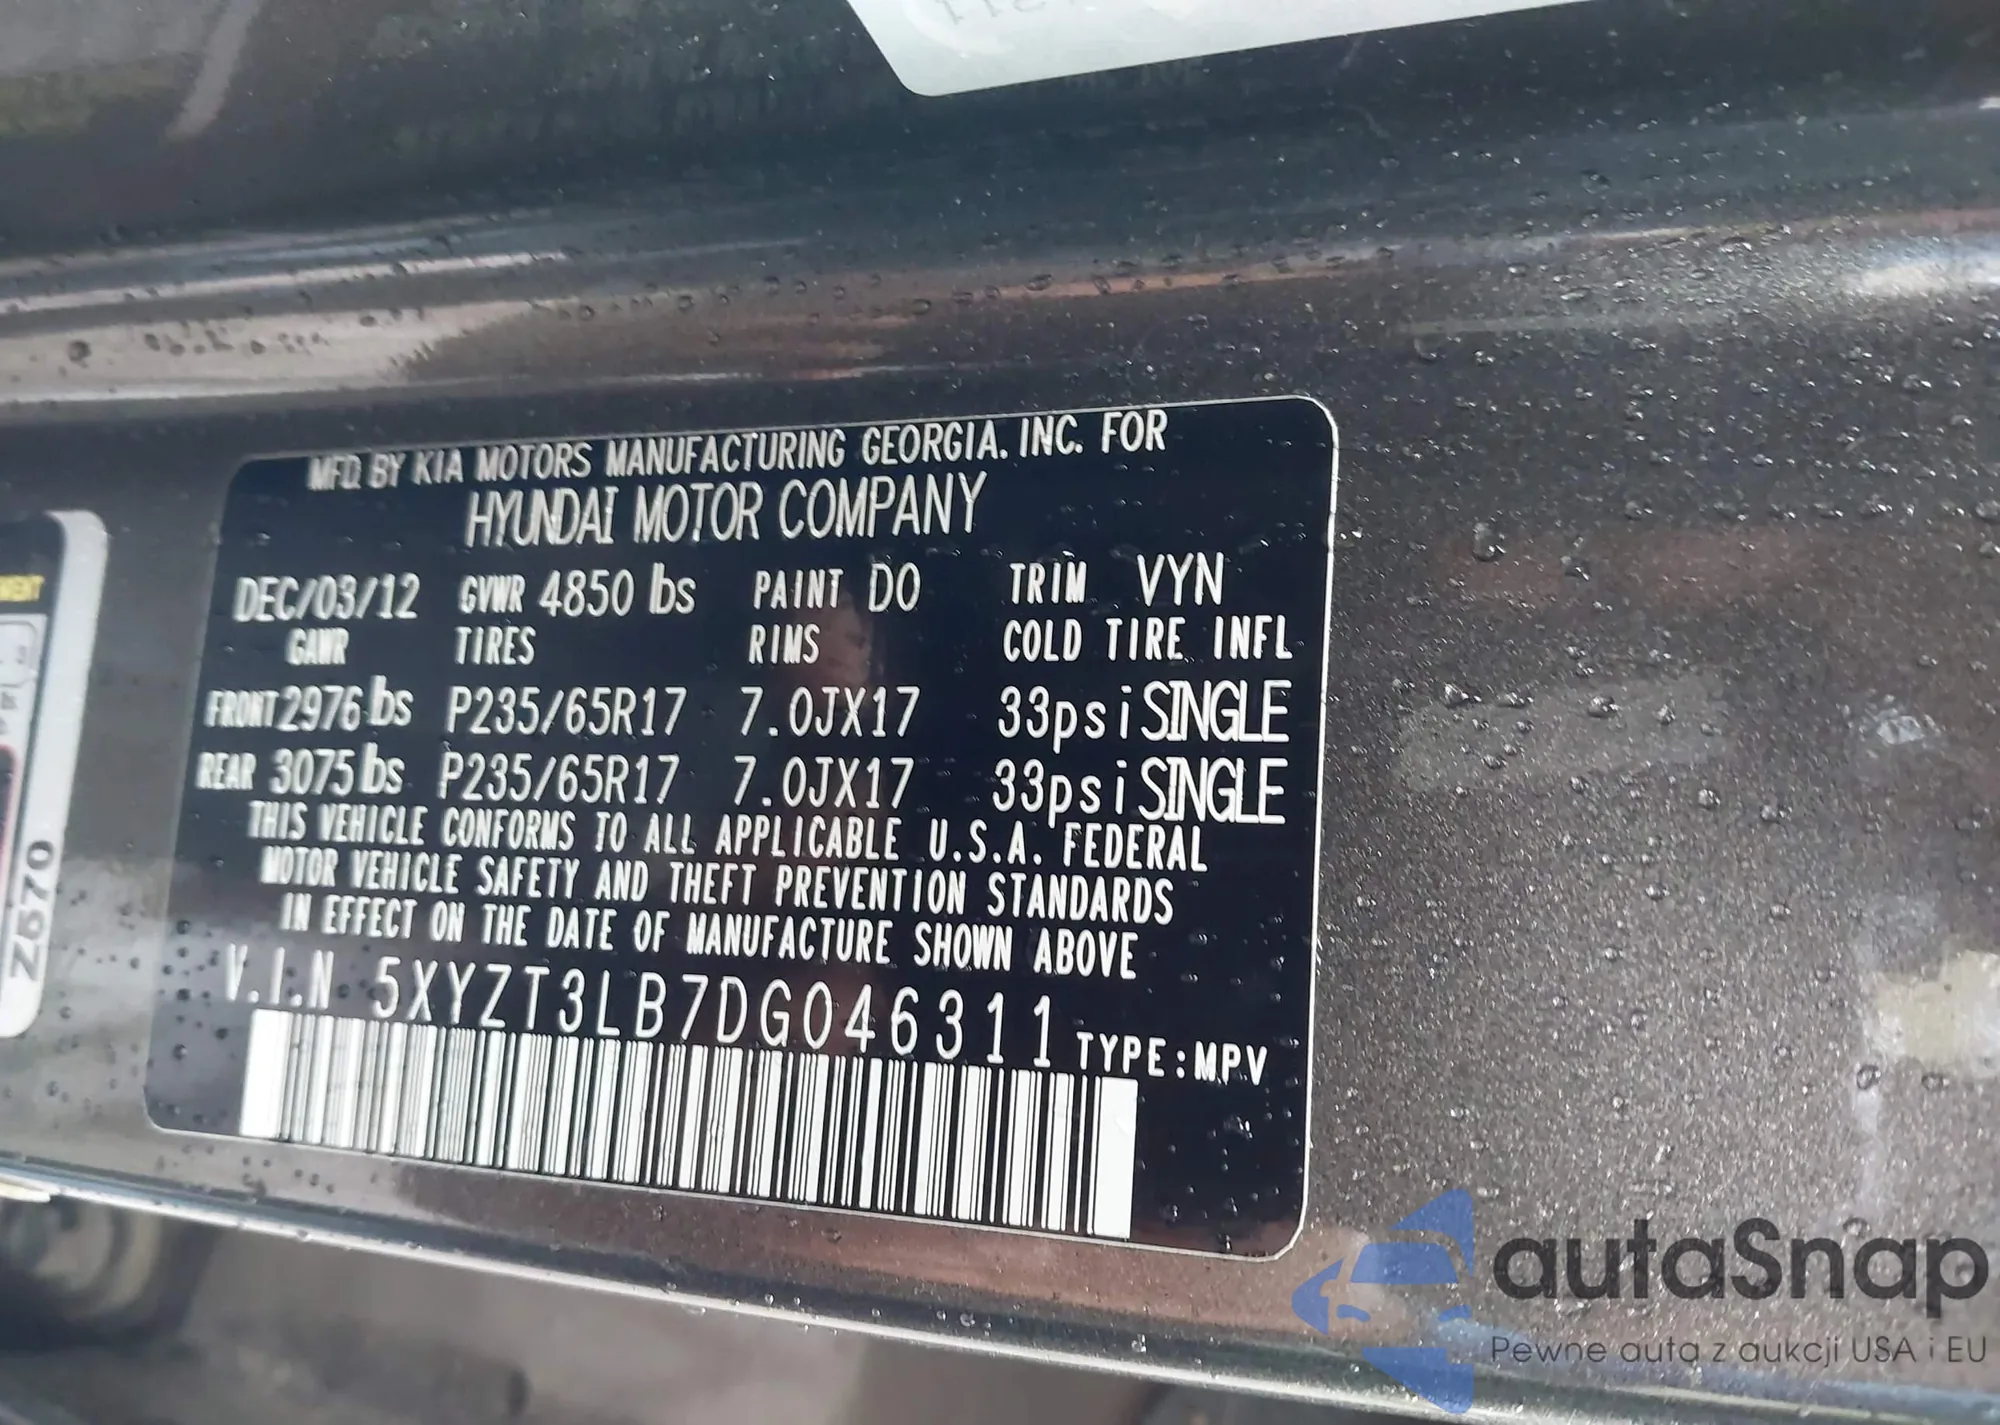 MFD BY KIA MOTORS MANUFACTURING GEORGIA. INC. FOR
HYUNDAI MOTOR COMPANY
DEC/03/12 GVWR 4850 lbs PAINT DO TRIM VYN
GAWR TIRES RIMS COLD TIRE INFL
FRONT 2976 lbs P235/65R17 7.0JX17 33psi SINGLE
REAR 3075 lbs P235/65R17 7.0JX17 33psi SINGLE
THIS VEHICLE CONFORMS TO ALL APPLICABLE U.S.A. FEDERAL
MOTOR VEHICLE SAFETY AND THEFT PREVENTION STANDARDS
IN EFFECT ON THE DATE OF MANUFACTURE SHOWN ABOVE
V.I.N 5XYZT3LB7DG046311 TYPE:MPV
autaSnap
Pewne auta z aukcji USA i EU